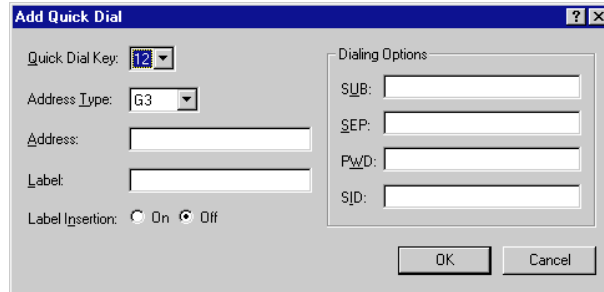 Add Quick Dial
Quick Dial Key: 12
Address Type: G3
Address:
Label:
Label Insertion: On Off
Dialing Options
SUB:
SEP:
PWD:
SID:
OK Cancel